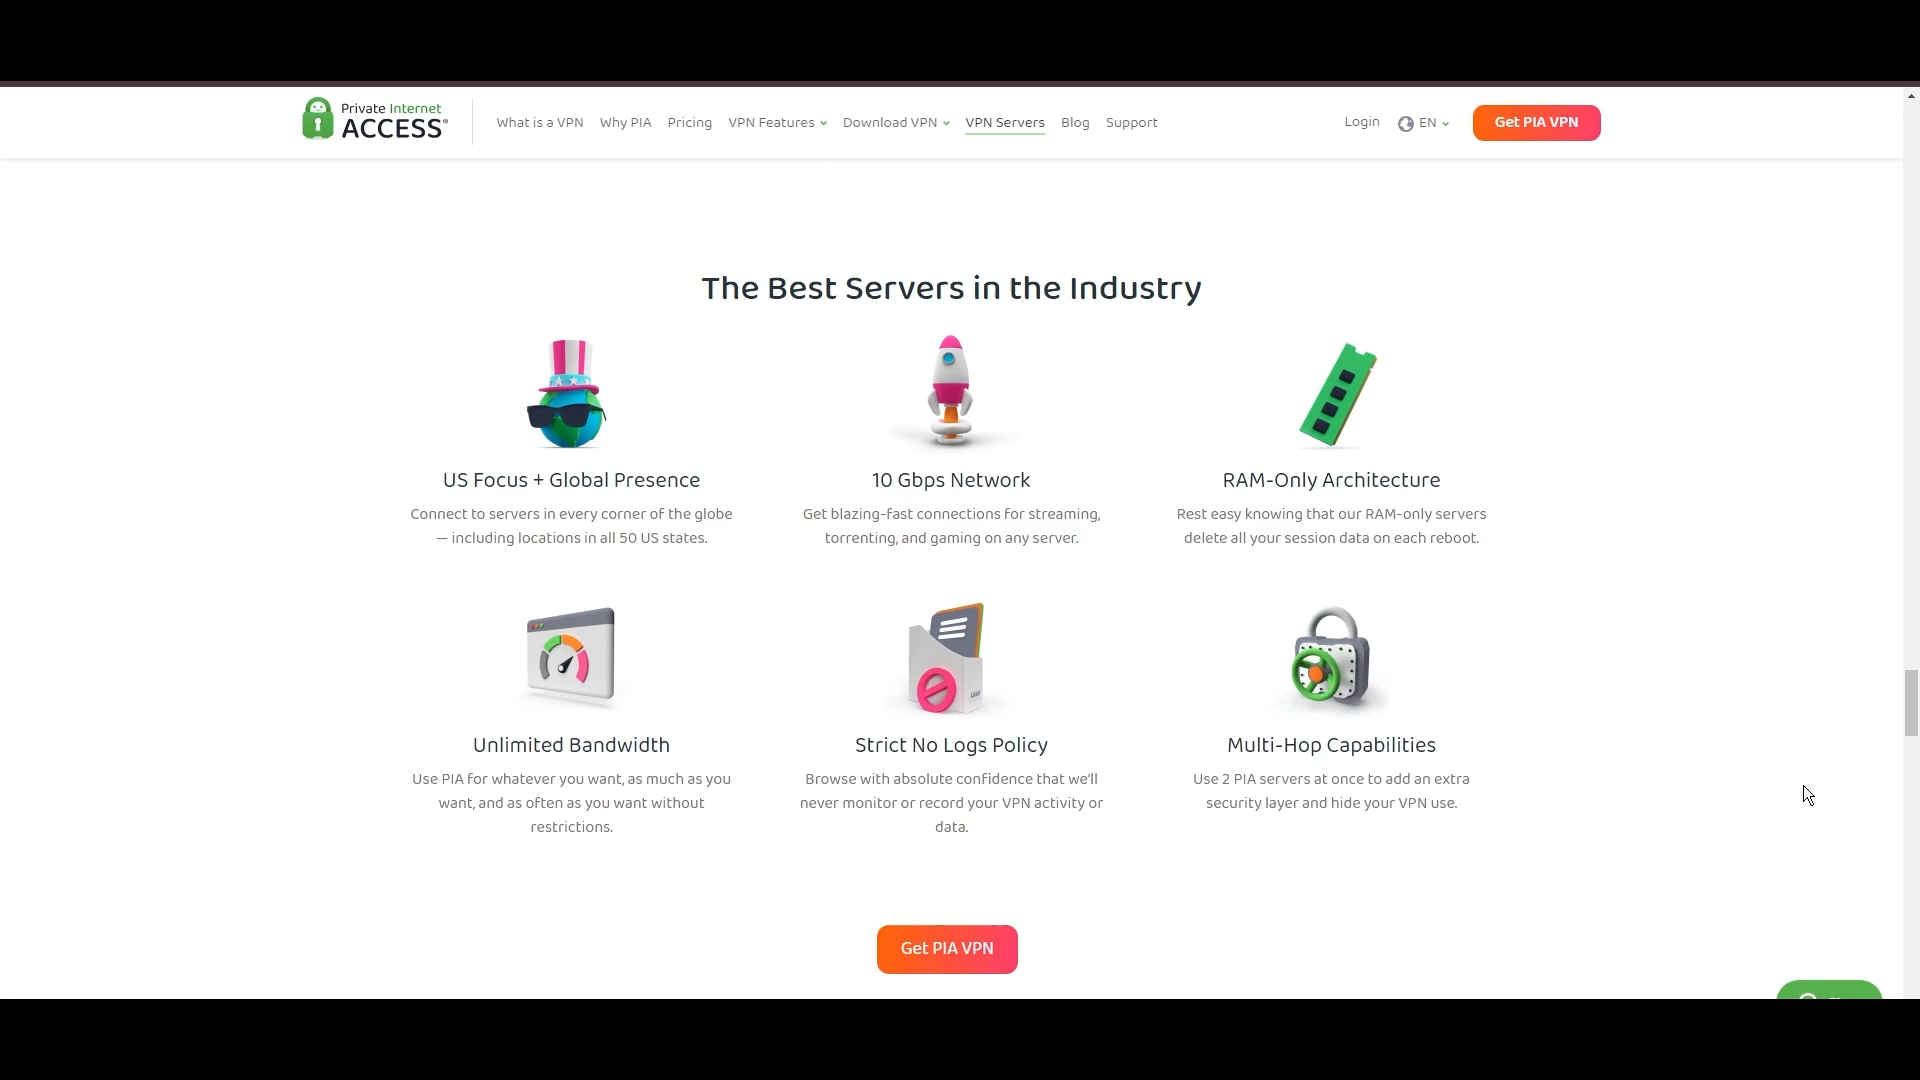 Private Internet
ACCESS®
What is a VPN Why PIA Pricing VPN Features Download VPN VPN Servers Blog Support
Login EN Get PIA VPN
The Best Servers in the Industry
US Focus + Global Presence
Connect to servers in every corner of the globe
— including locations in all 50 US states.
10 Gbps Network
Get blazing-fast connections for streaming,
torrenting, and gaming on any server.
RAM-Only Architecture
Rest easy knowing that our RAM-only servers
delete all your session data on each reboot.
Unlimited Bandwidth
Use PIA for whatever you want, as much as you
want, and as often as you want without
restrictions.
Strict No Logs Policy
Browse with absolute confidence that we'll
never monitor or record your VPN activity or
data.
Multi-Hop Capabilities
Use 2 PIA servers at once to add an extra
security layer and hide your VPN use.
Get PIA VPN